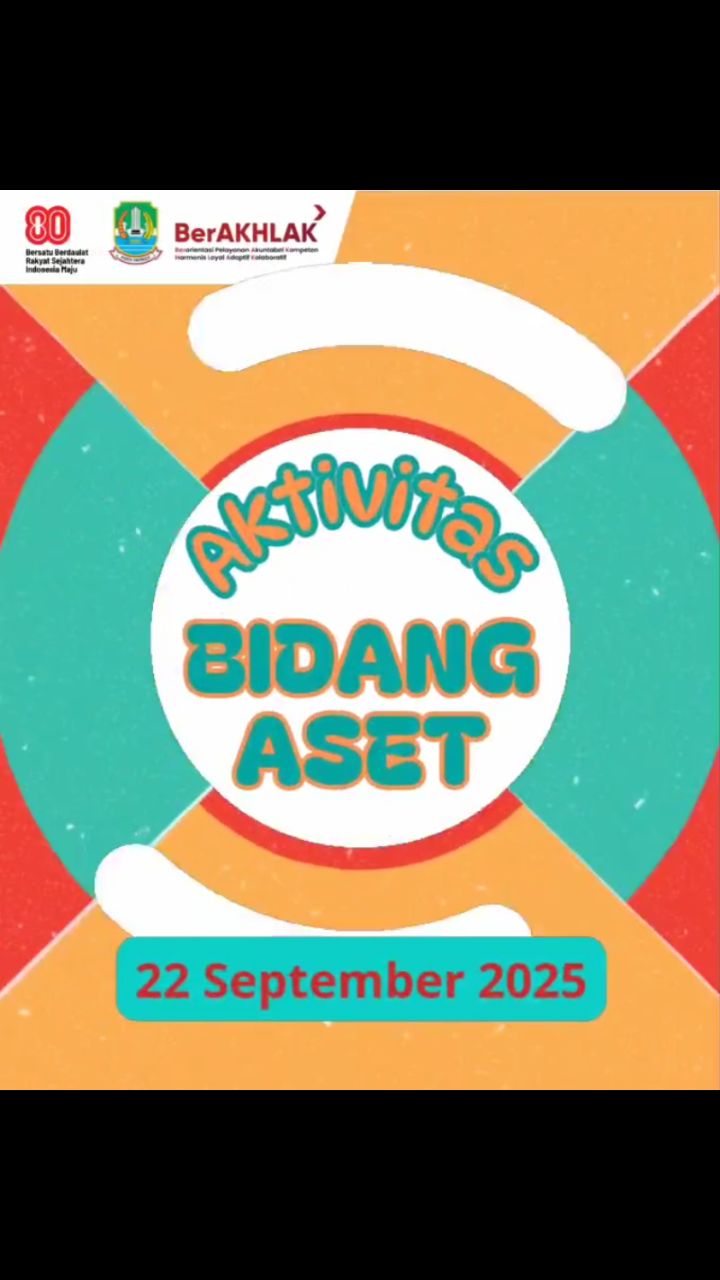 80
Bersatu Berdaulat
Rakyat Sejahtera
Indonesia Maju
BerAKHLAK
Berorientasi Pelayanan Akuntabel Kompeten
Harmonis Loyal Adaptif Kolaboratif
Aktivitas
BIDANG
ASET
22 September 2025